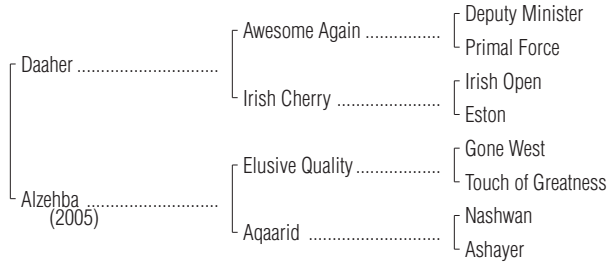 Deputy Minister
Awesome Again ..................
Primal Force
Daaher ..................................
Irish Open
Irish Cherry .........................
Eston
Gone West
Elusive Quality ....................
Touch of Greatness
Alzehba ................................
(2005)
Nashwan
Aqaarid ................................
Ashayer